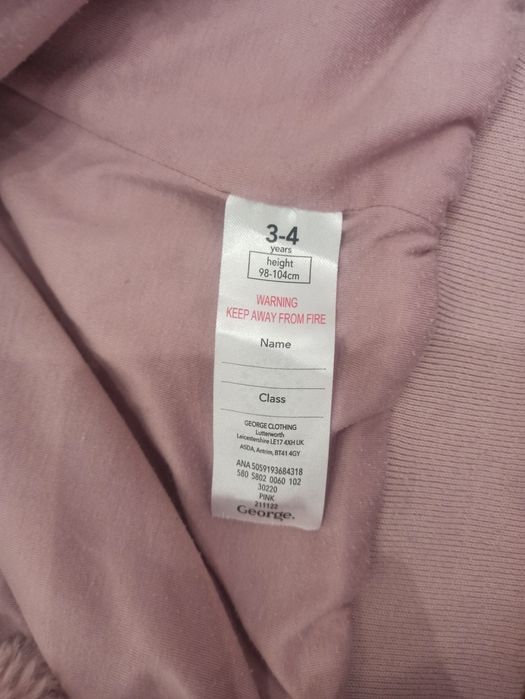 3-4
years
height
98-104cm
WARNING
KEEP AWAY FROM FIRE
Name
Class
GEORGE CLOTHING
Lutterworth
Leicestershire LE17 4XH UK
ASDA, Antrim, BT41 4GY
ANA 5059193684318
580 5802 0060 102
30220
PINK
211122
George.